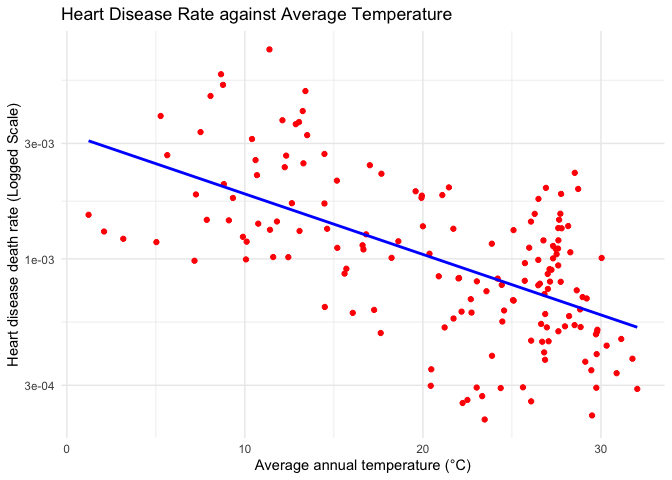 Heart Disease Rate against Average Temperature
Heart disease death rate (Logged Scale)
3e-03
1e-03
3e-04
0
10
20
30
Average annual temperature (°C)